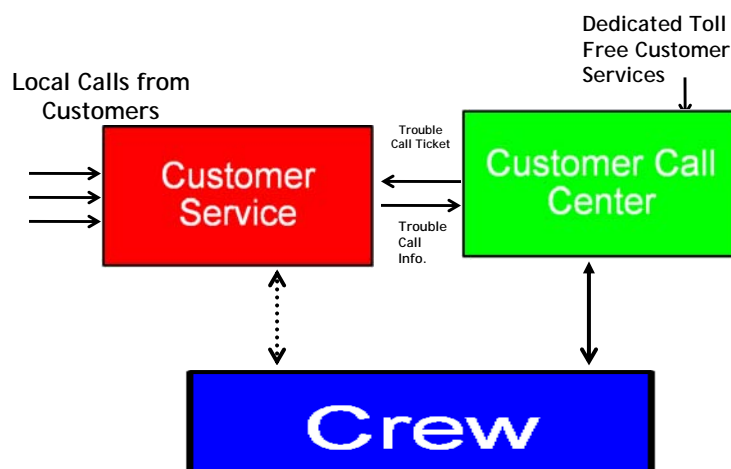 Dedicated Toll
Free Customer
Services
Local Calls from
Customers
Trouble
Call Ticket
Customer
Service
Customer Call
Center
Trouble
Call
Info.
Crew